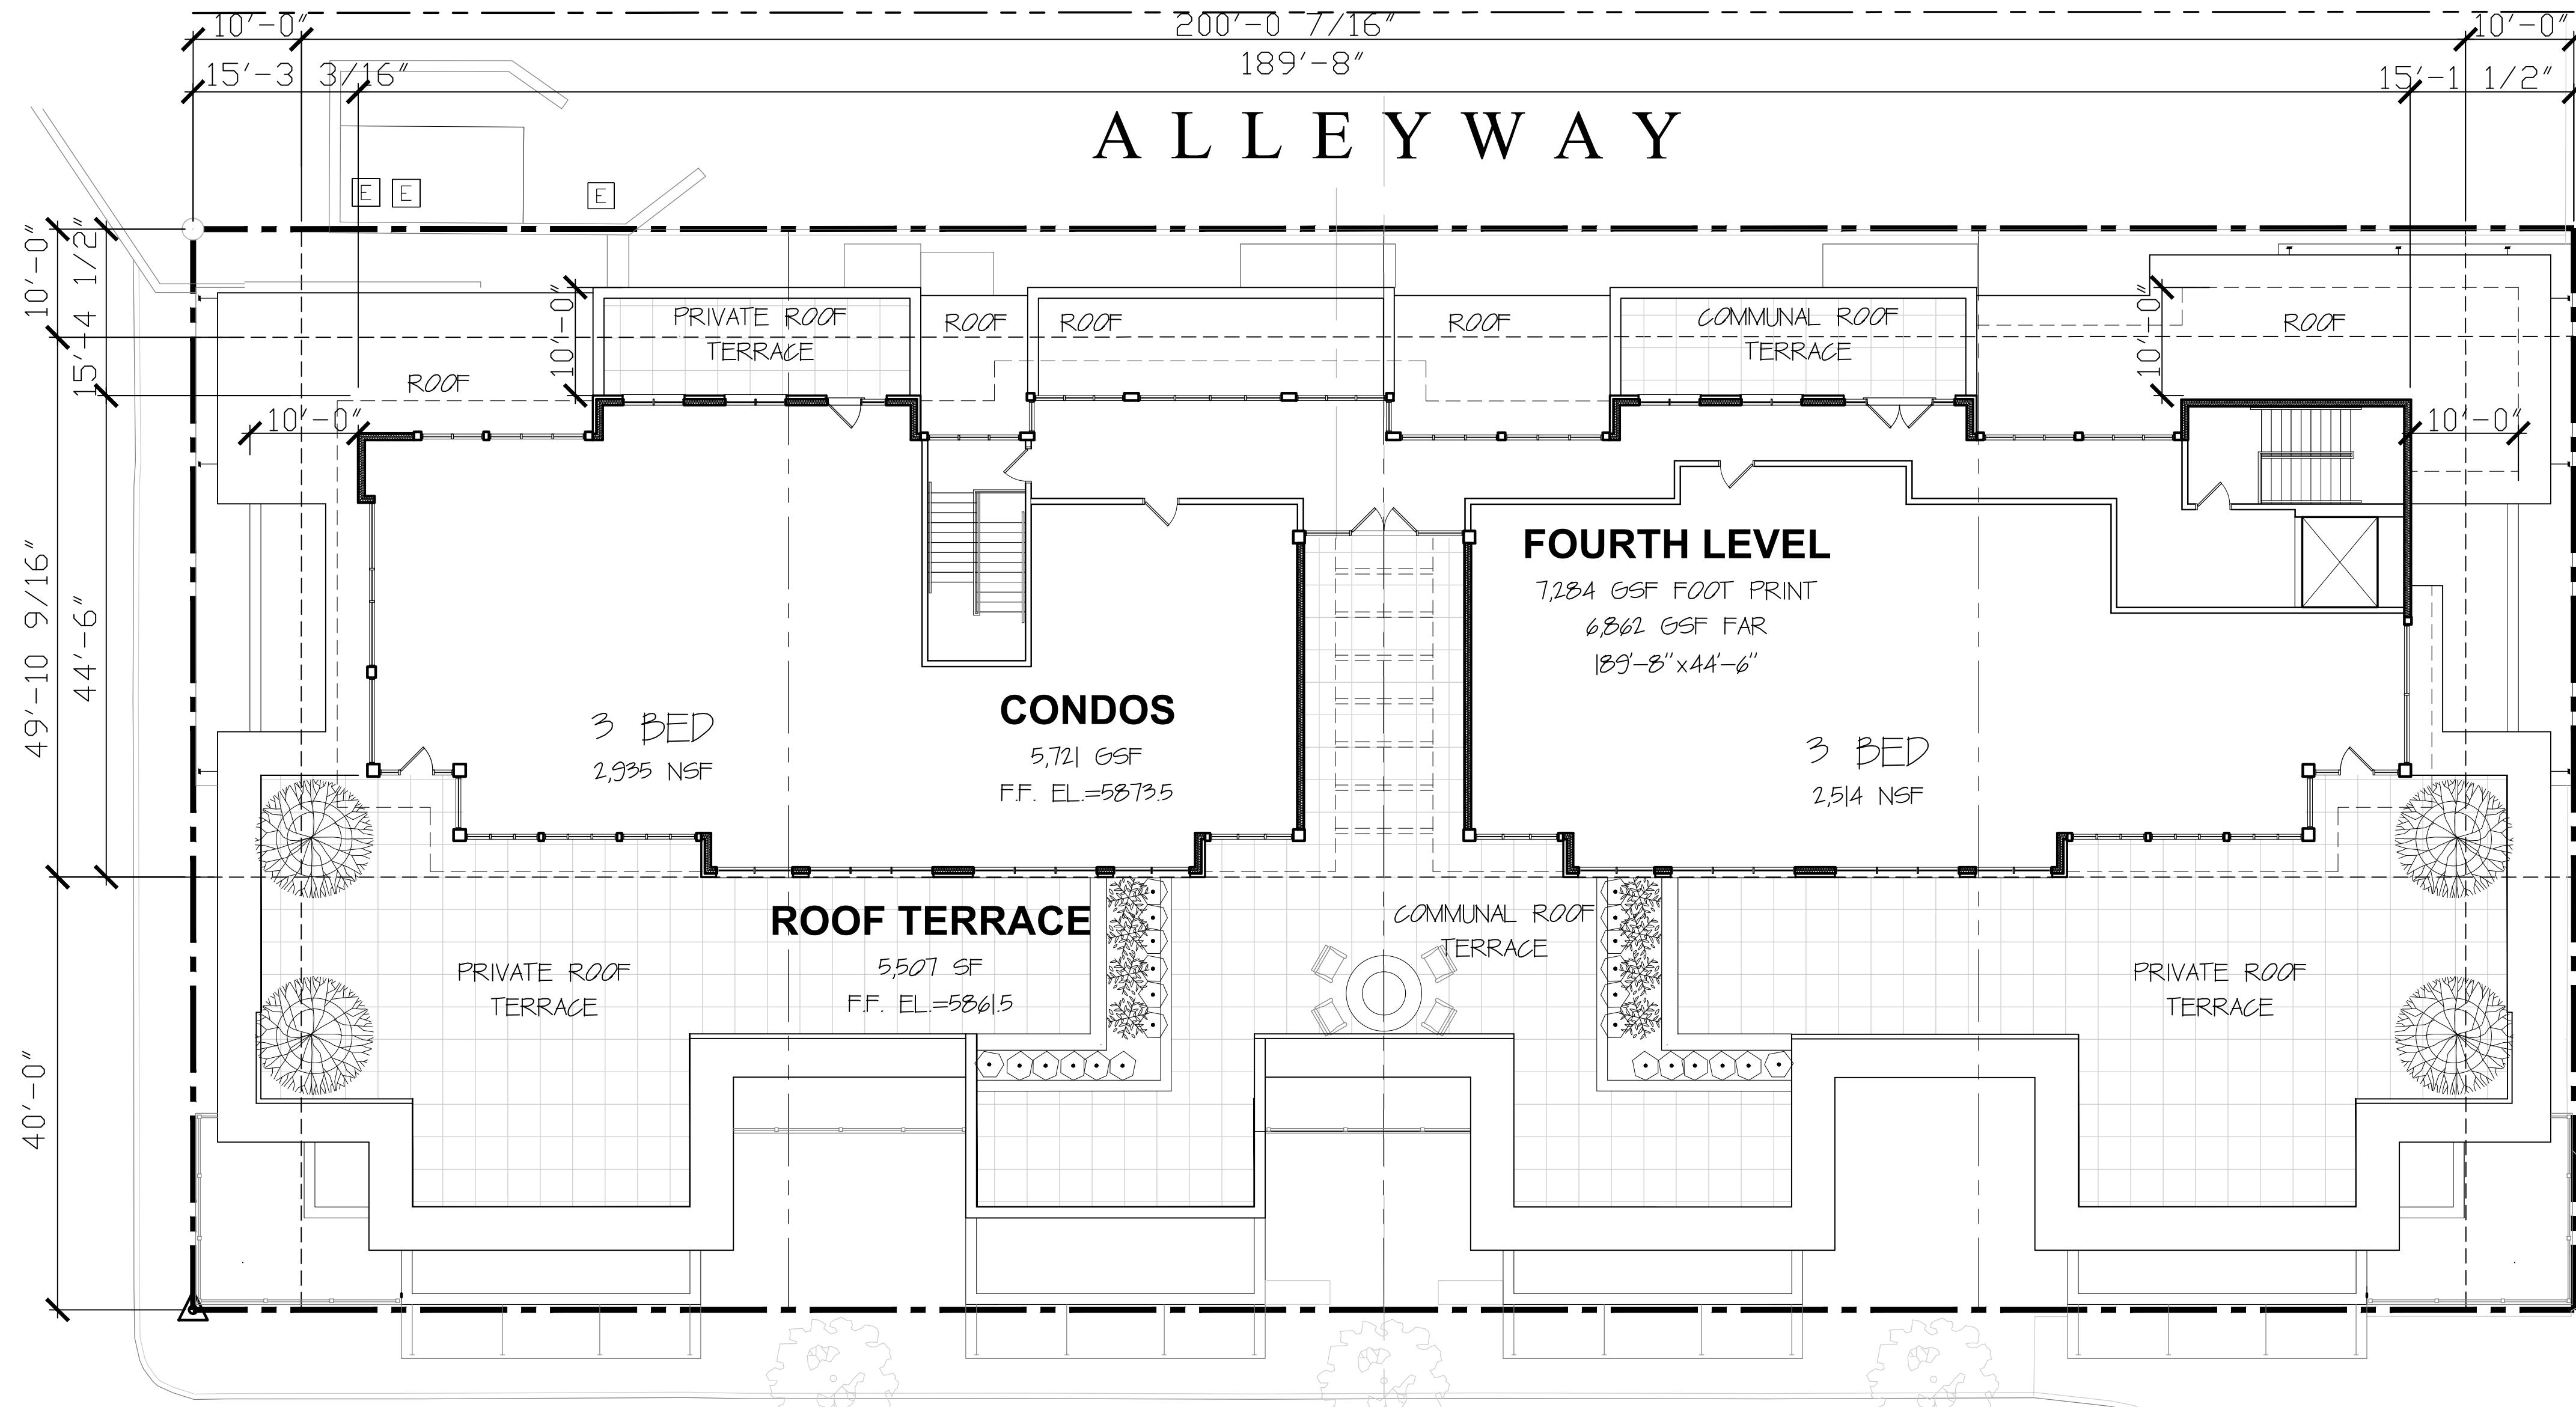 10'-0"
200'-0 7/16"
10'-0"
15'-3 3/16"
189'-8"
15'-1 1/2"
ALLEYWAY
E
E
E
10'-0"
15'-4 1/2"
10'-0"
PRIVATE ROOF
TERRACE
ROOF
ROOF
ROOF
COMMUNAL ROOF
TERRACE
10'-0"
ROOF
ROOF
10'-0"
10'-0"
49'-10 9/16"
44'-6"
FOURTH LEVEL
7,284 GSF FOOT PRINT
6,862 GSF FAR
189'-8"x44'-6"
3 BED
2,935 NSF
CONDOS
5,721 GSF
F.F. EL.=5873.5
3 BED
2,514 NSF
ROOF TERRACE
5,507 SF
F.F. EL.=5861.5
COMMUNAL ROOF
TERRACE
PRIVATE ROOF
TERRACE
PRIVATE ROOF
TERRACE
40'-0"